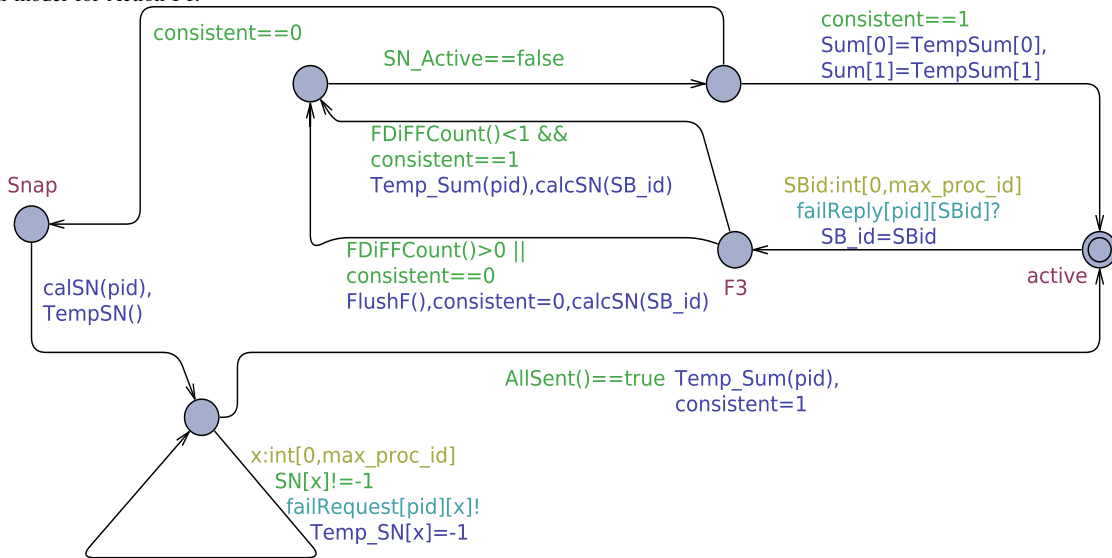 consistent==0
consistent==1
Sum[0]=TempSum[0],
Sum[1]=TempSum[1]
SN_Active==false
FDiFFCount()<1 &&
consistent==1
Temp_Sum(pid),calcSN(SB_id)
Snap
SBid:int[0,max_proc_id]
failReply[pid][SBid]?
SB_id=SBid
FDiFFCount()>0 ||
consistent==0
FlushF(),consistent=0,calcSN(SB_id)
F3
active
calSN(pid),
TempSN()
AllSent()==true
Temp_Sum(pid),
consistent=1
x:int[0,max_proc_id]
SN[x]!=-1
failRequest[pid][x]!
Temp_SN[x]=-1